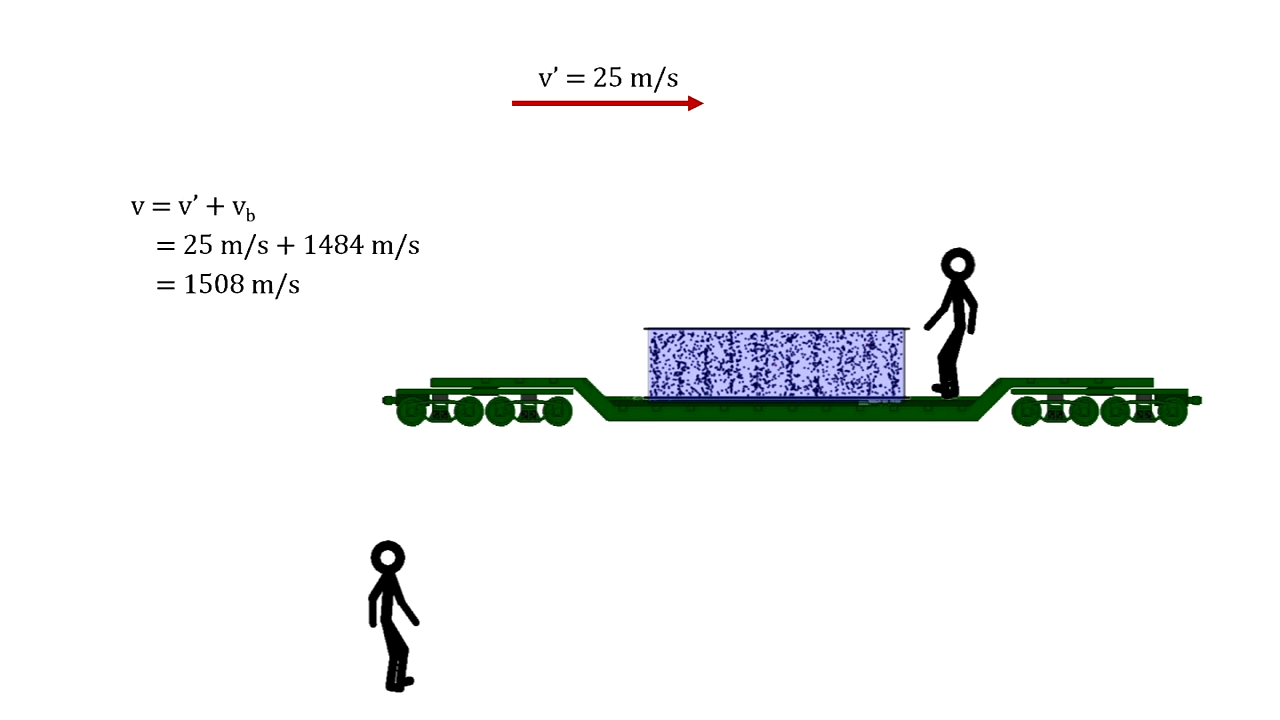 v’ = 25 m/s
v = v’ + v_b
= 25 m/s + 1484 m/s
= 1508 m/s